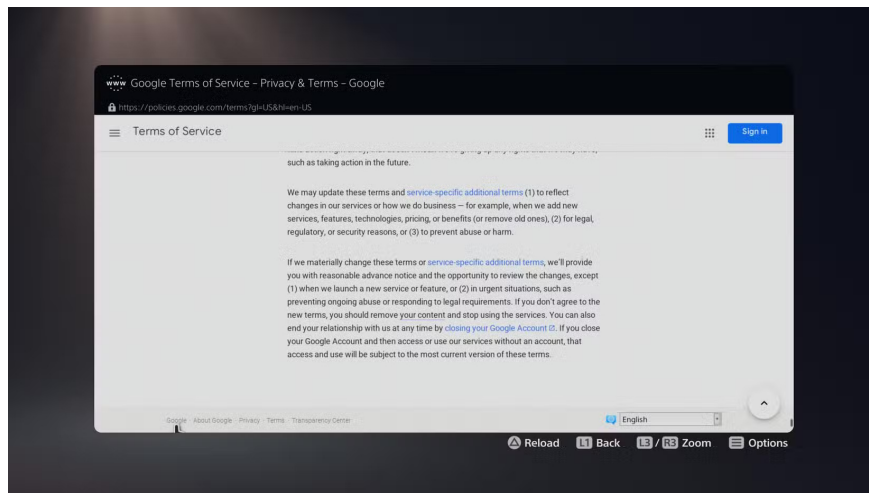 www Google Terms of Service – Privacy & Terms – Google
https://policies.google.com/terms?gl=US&hl=en-US
Terms of Service
Sign in
such as taking action in the future.
We may update these terms and service-specific additional terms (1) to reflect
changes in our services or how we do business — for example, when we add new
services, features, technologies, pricing, or benefits (or remove old ones), (2) for legal,
regulatory, or security reasons, or (3) to prevent abuse or harm.
If we materially change these terms or service-specific additional terms, we'll provide
you with reasonable advance notice and the opportunity to review the changes, except
(1) when we launch a new service or feature, or (2) in urgent situations, such as
preventing ongoing abuse or responding to legal requirements. If you don't agree to the
new terms, you should remove your content and stop using the services. You can also
end your relationship with us at any time by closing your Google Account. If you close
your Google Account and then access or use our services without an account, that
access and use will be subject to the most current version of these terms.
Google · About Google · Privacy · Terms · Transparency Center
English
Reload L1 Back L3 / R3 Zoom Options